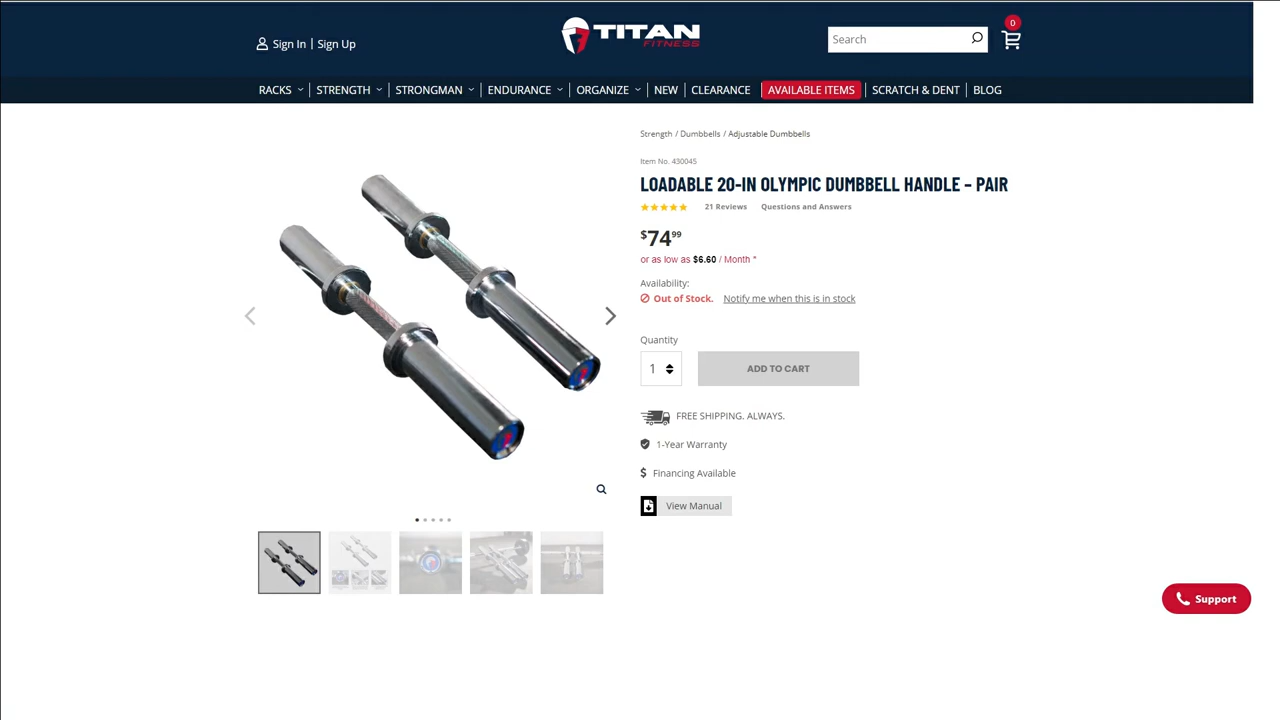 Sign In | Sign Up
TITAN
FITNESS
Search
0
RACKS
STRENGTH
STRONGMAN
ENDURANCE
ORGANIZE
NEW
CLEARANCE
AVAILABLE ITEMS
SCRATCH & DENT
BLOG
Strength / Dumbbells / Adjustable Dumbbells
Item No. 430045
LOADABLE 20-IN OLYMPIC DUMBBELL HANDLE – PAIR
21 Reviews
Questions and Answers
$74.99
or as low as $6.60 / Month *
Availability:
Out of Stock. Notify me when this is in stock
Quantity
1
ADD TO CART
FREE SHIPPING. ALWAYS.
1-Year Warranty
$ Financing Available
View Manual
Support